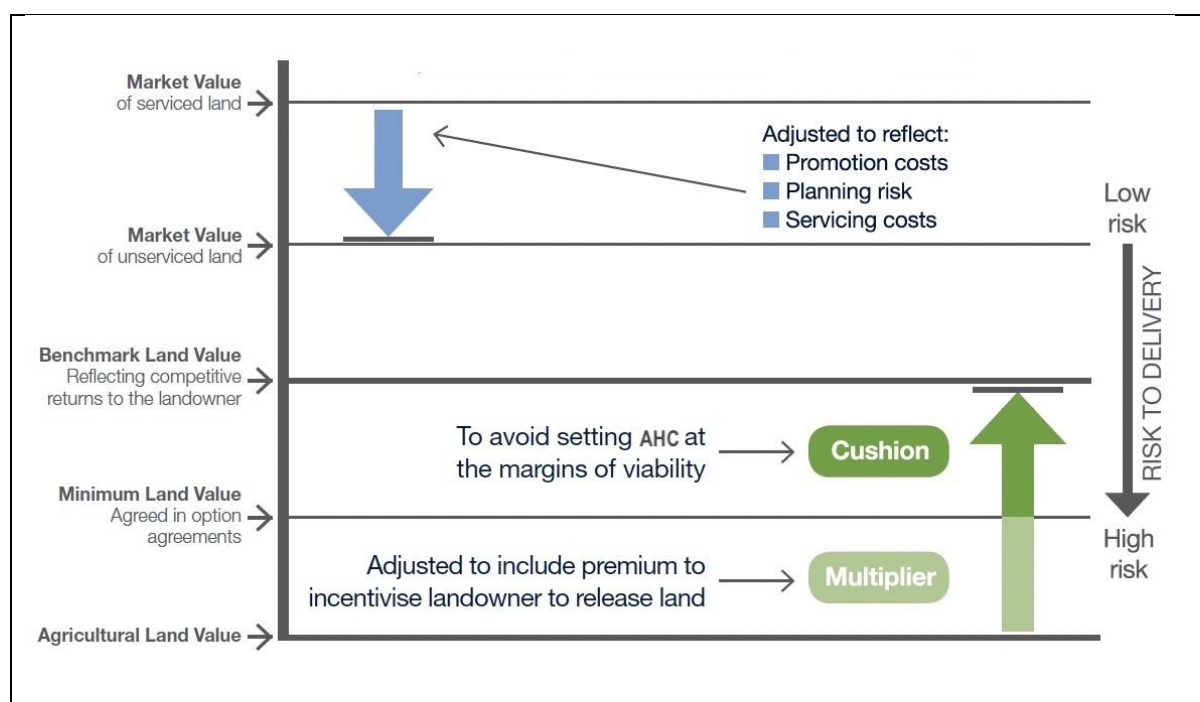 Market Value
of serviced land
Adjusted to reflect:
Promotion costs
Planning risk
Servicing costs
Low
risk
Market Value
of unserviced land
RISK TO DELIVERY
Benchmark Land Value
Reflecting competitive
returns to the landowner
To avoid setting AHC at
the margins of viability
Cushion
Minimum Land Value
Agreed in option
agreements
High
risk
Adjusted to include premium to
incentivise landowner to release land
Multiplier
Agricultural Land Value